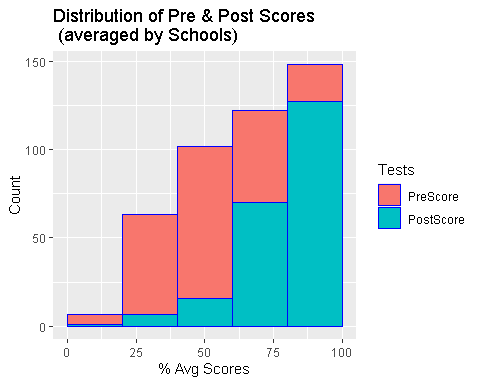 Distribution of Pre & Post Scores
(averaged by Schools)
150
100
50
0
Count
0
25
50
75
100
% Avg Scores
Tests
PreScore
PostScore